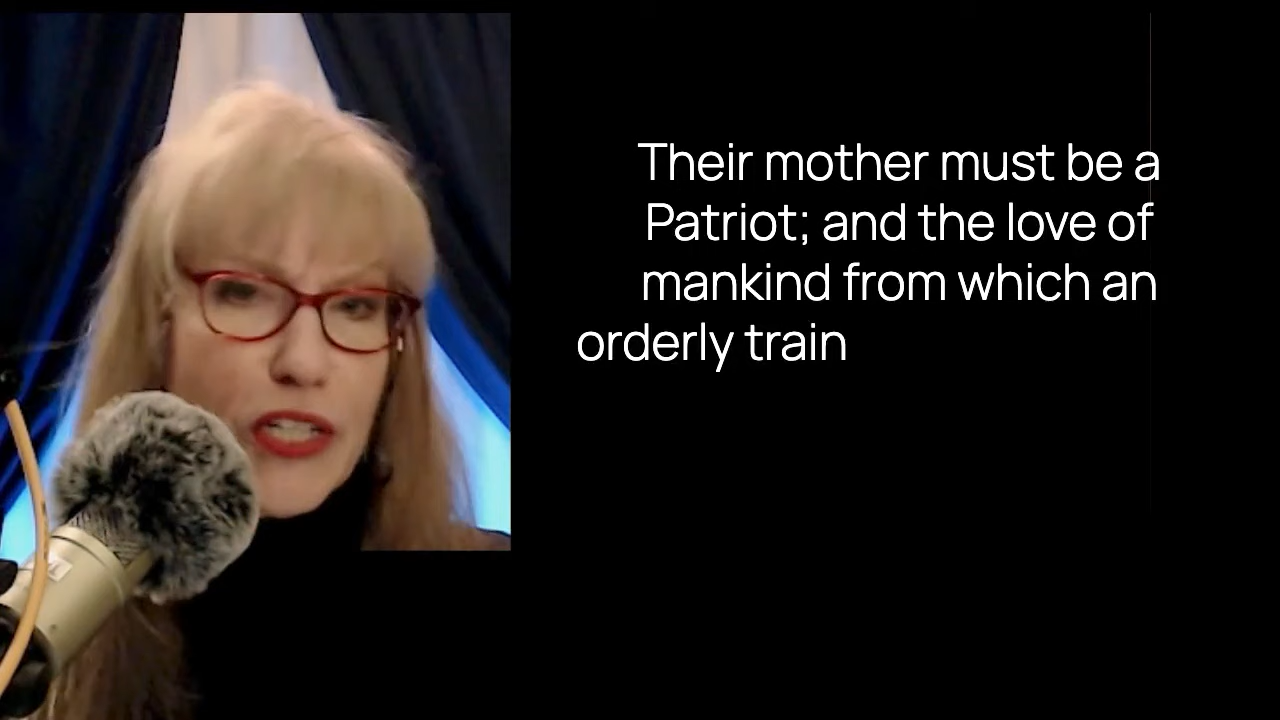 Their mother must be a
Patriot; and the love of
mankind from which an
orderly train